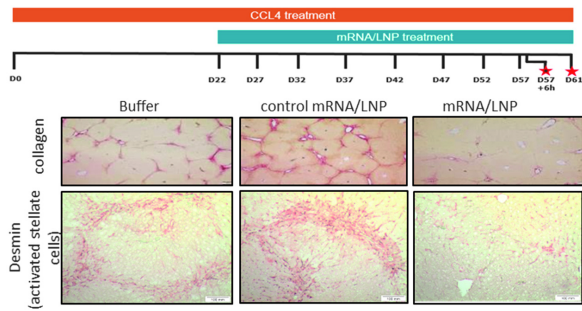 CCL4 treatment
mRNA/LNP treatment
D0 D22 D27 D32 D37 D42 D47 D52 D57 D57 D61
+6h
Buffer control mRNA/LNP mRNA/LNP
collagen
Desmin
(activated stellate
cells)